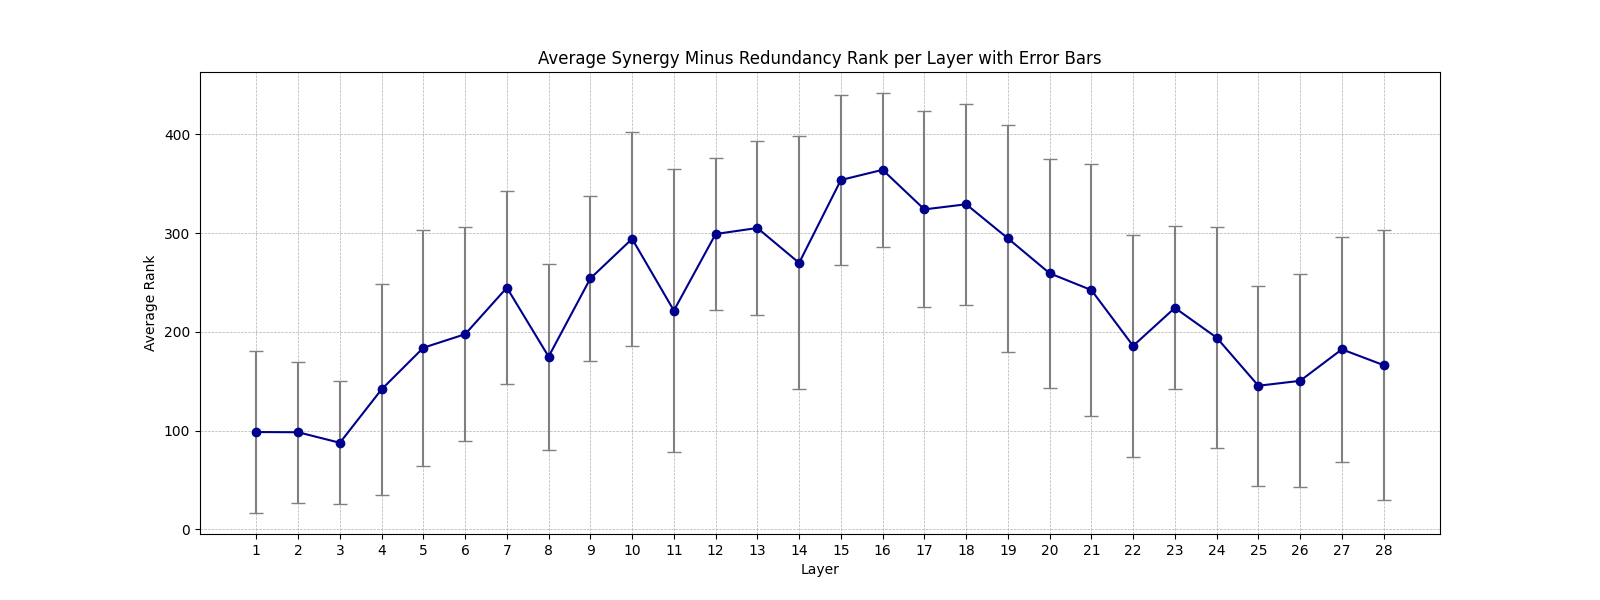 Average Synergy Minus Redundancy Rank per Layer with Error Bars
400
300
200
100
0
Average Rank
1 2 3 4 5 6 7 8 9 10 11 12 13 14 15 16 17 18 19 20 21 22 23 24 25 26 27 28
Layer